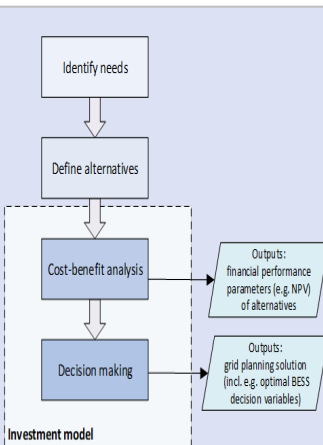 Identify needs
Define alternatives
Cost-benefit analysis
Outputs:
financial performance
parameters (e.g. NPV)
of alternatives
Decision making
Outputs:
grid planning solution
(incl. e.g. optimal BESS
decision variables)
Investment model